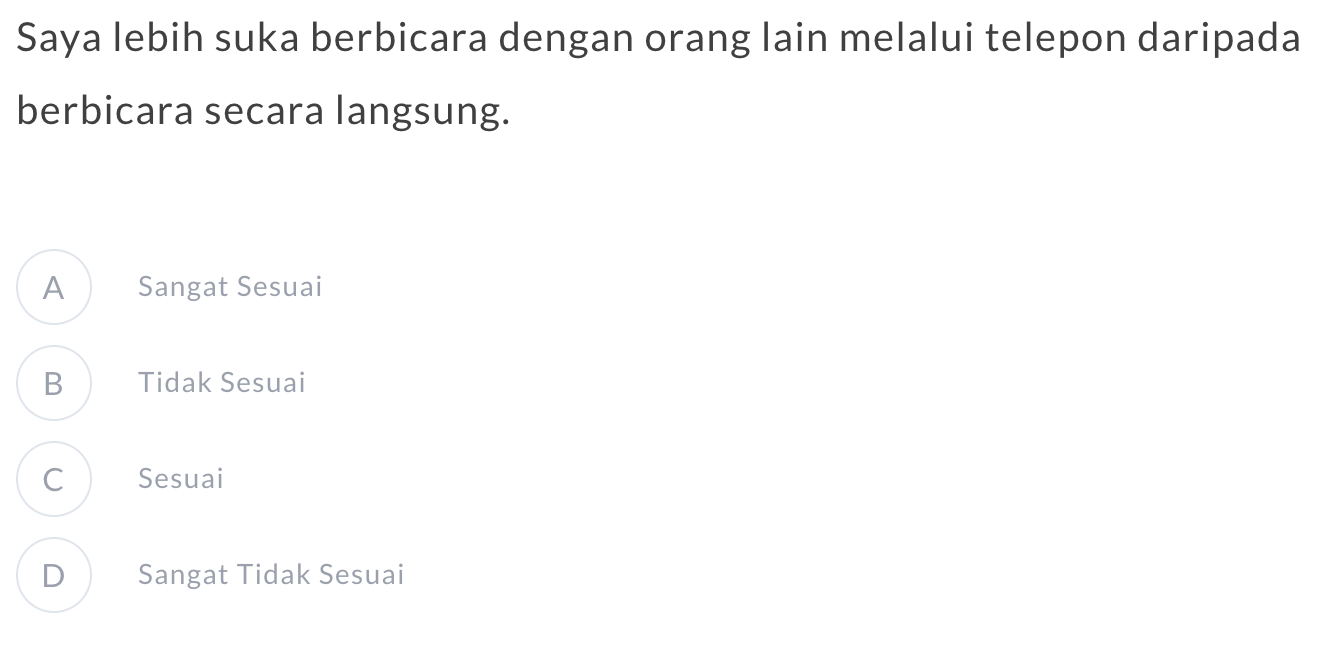 Saya lebih suka berbicara dengan orang lain melalui telepon daripada
berbicara secara langsung.
A Sangat Sesuai
B Tidak Sesuai
C Sesuai
D Sangat Tidak Sesuai